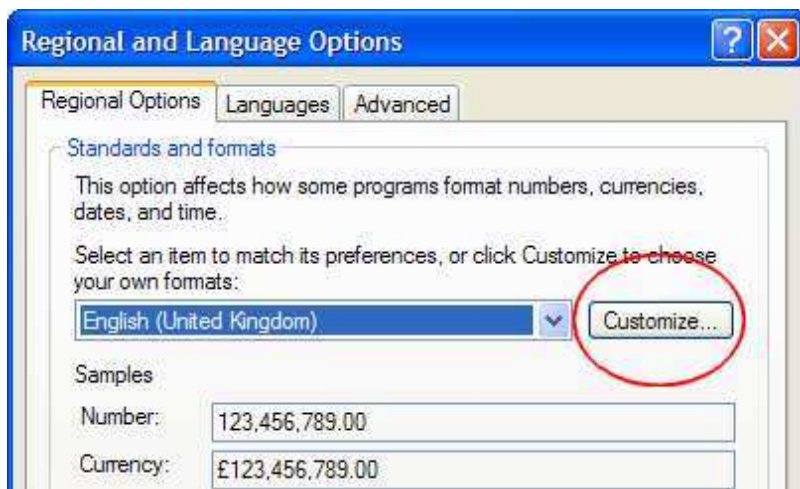 Regional and Language Options
Regional Options Languages Advanced
Standards and formats
This option affects how some programs format numbers, currencies,
dates, and time.
Select an item to match its preferences, or click Customize to choose
your own formats:
English (United Kingdom) Customize...
Samples
Number: 123,456,789.00
Currency: £123,456,789.00